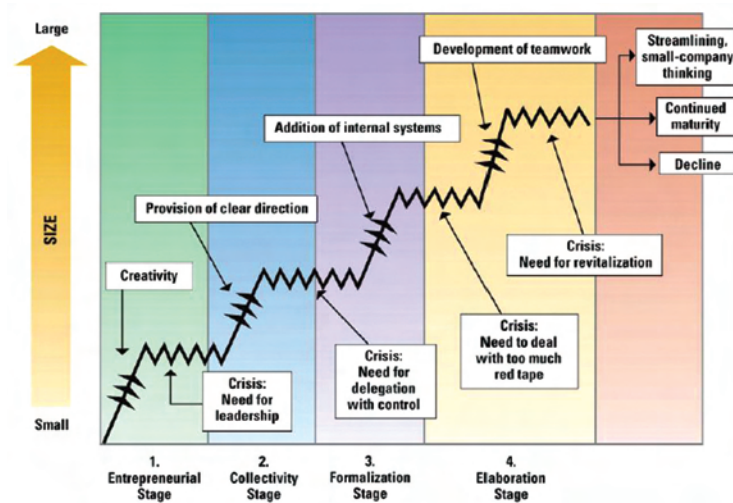 Large
SIZE
Small
Creativity
Provision of clear direction
Addition of internal systems
Development of teamwork
Streamlining,
small-company
thinking
Continued
maturity
Decline
Crisis:
Need for
leadership
Crisis:
Need for
delegation
with control
Crisis:
Need to deal
with too much
red tape
Crisis:
Need for revitalization
1.
Entrepreneurial
Stage
2.
Collectivity
Stage
3.
Formalization
Stage
4.
Elaboration
Stage